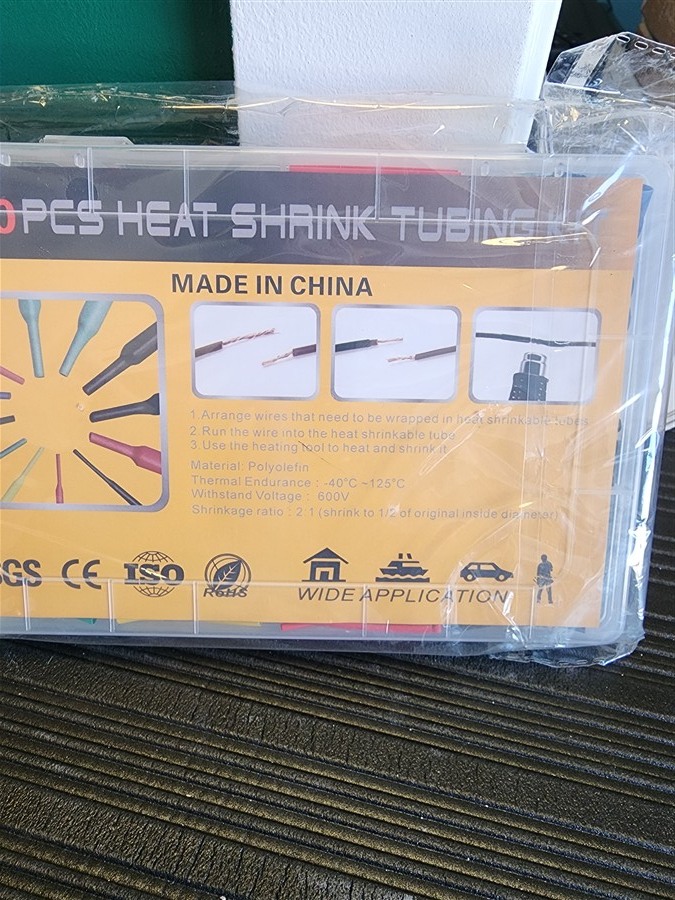 0PCS HEAT SHRINK TUBING K
MADE IN CHINA
1.Arrange wires that need to be wrapped in heat shrinkable tubes
2. Run the wire into the heat shrinkable tube
3. Use the heating tool to heat and shrink it
Material: Polyolefin
Thermal Endurance : -40°C ~125°C
Withstand Voltage : 600V
Shrinkage ratio : 2:1 (shrink to 1/2 of original inside diameter)
SGS CE ISO RoHS
WIDE APPLICATION